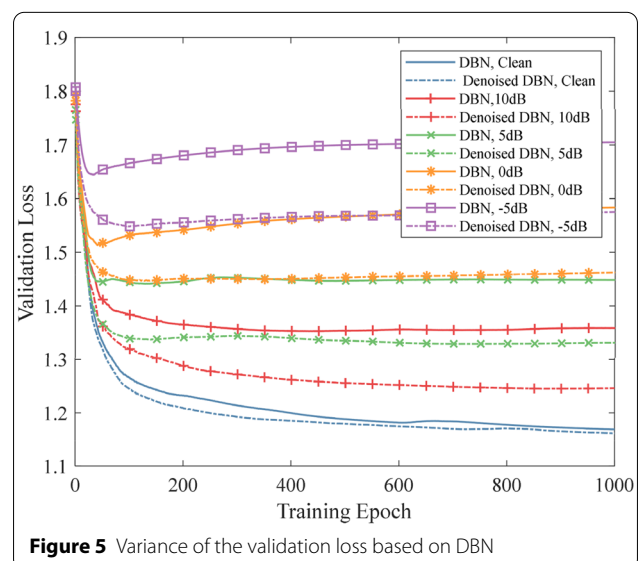 1.9
1.8
1.7
1.6
1.5
1.4
1.3
1.2
1.1
Validation Loss
DBN, Clean
Denoised DBN, Clean
DBN,10dB
Denoised DBN, 10dB
DBN, 5dB
Denoised DBN, 5dB
DBN, 0dB
Denoised DBN, 0dB
DBN, -5dB
Denoised DBN, -5dB
0 200 400 600 800 1000
Training Epoch
Figure 5 Variance of the validation loss based on DBN